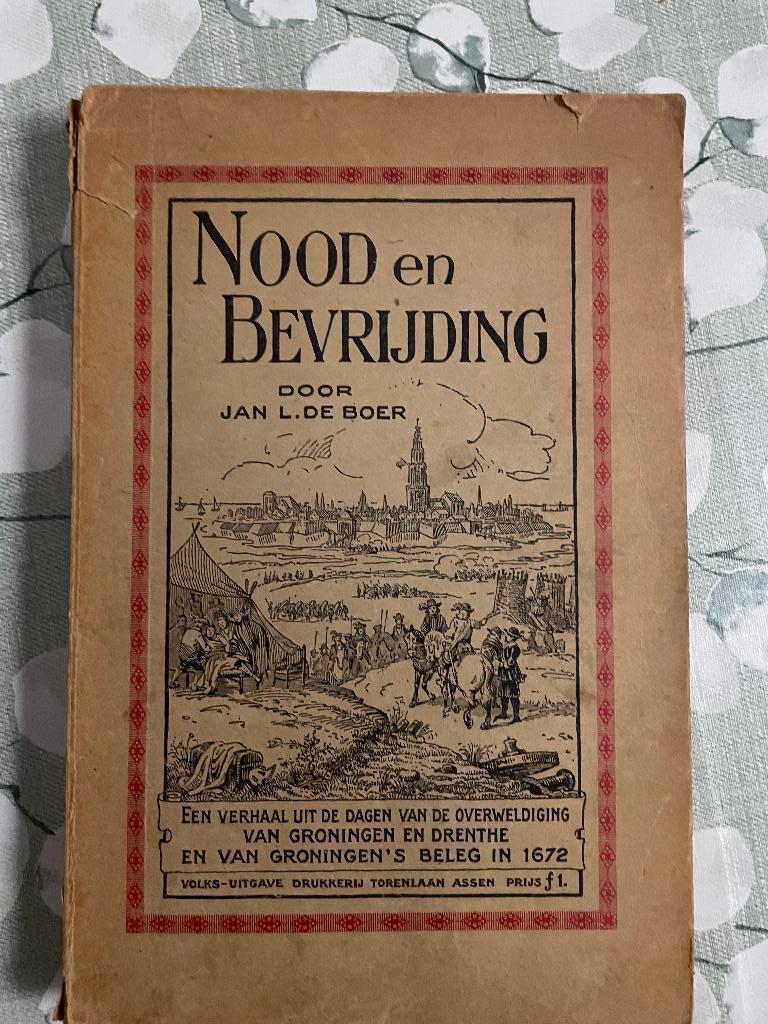 NOOD en
BEVRIJDING
DOOR
JAN L. DE BOER
EEN VERHAAL UIT DE DAGEN VAN DE OVERWELDIGING
VAN GRONINGEN EN DRENTHE
EN VAN GRONINGEN'S BELEG IN 1672
VOLKS-UITGAVE DRUKKERIJ TORENLAAN ASSEN PRIJS ƒ 1.